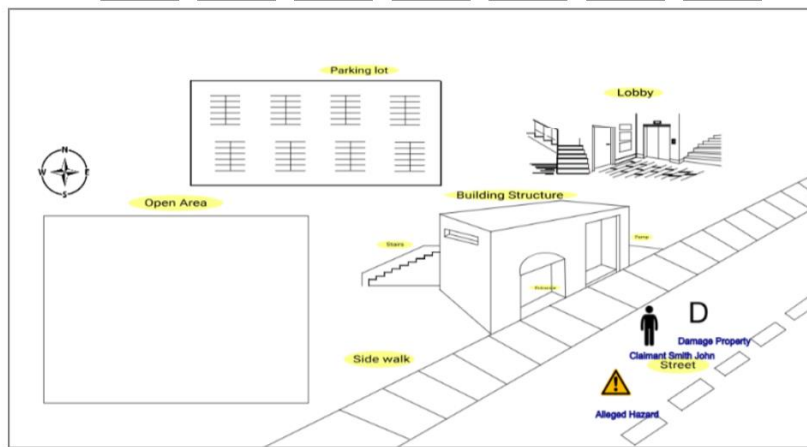 Parking lot
Lobby
N
W E
S
Open Area
Building Structure
Stairs
Ramp
Entrance
D
Damage Property
Side walk
Claimant Smith John
Street
Alleged Hazard